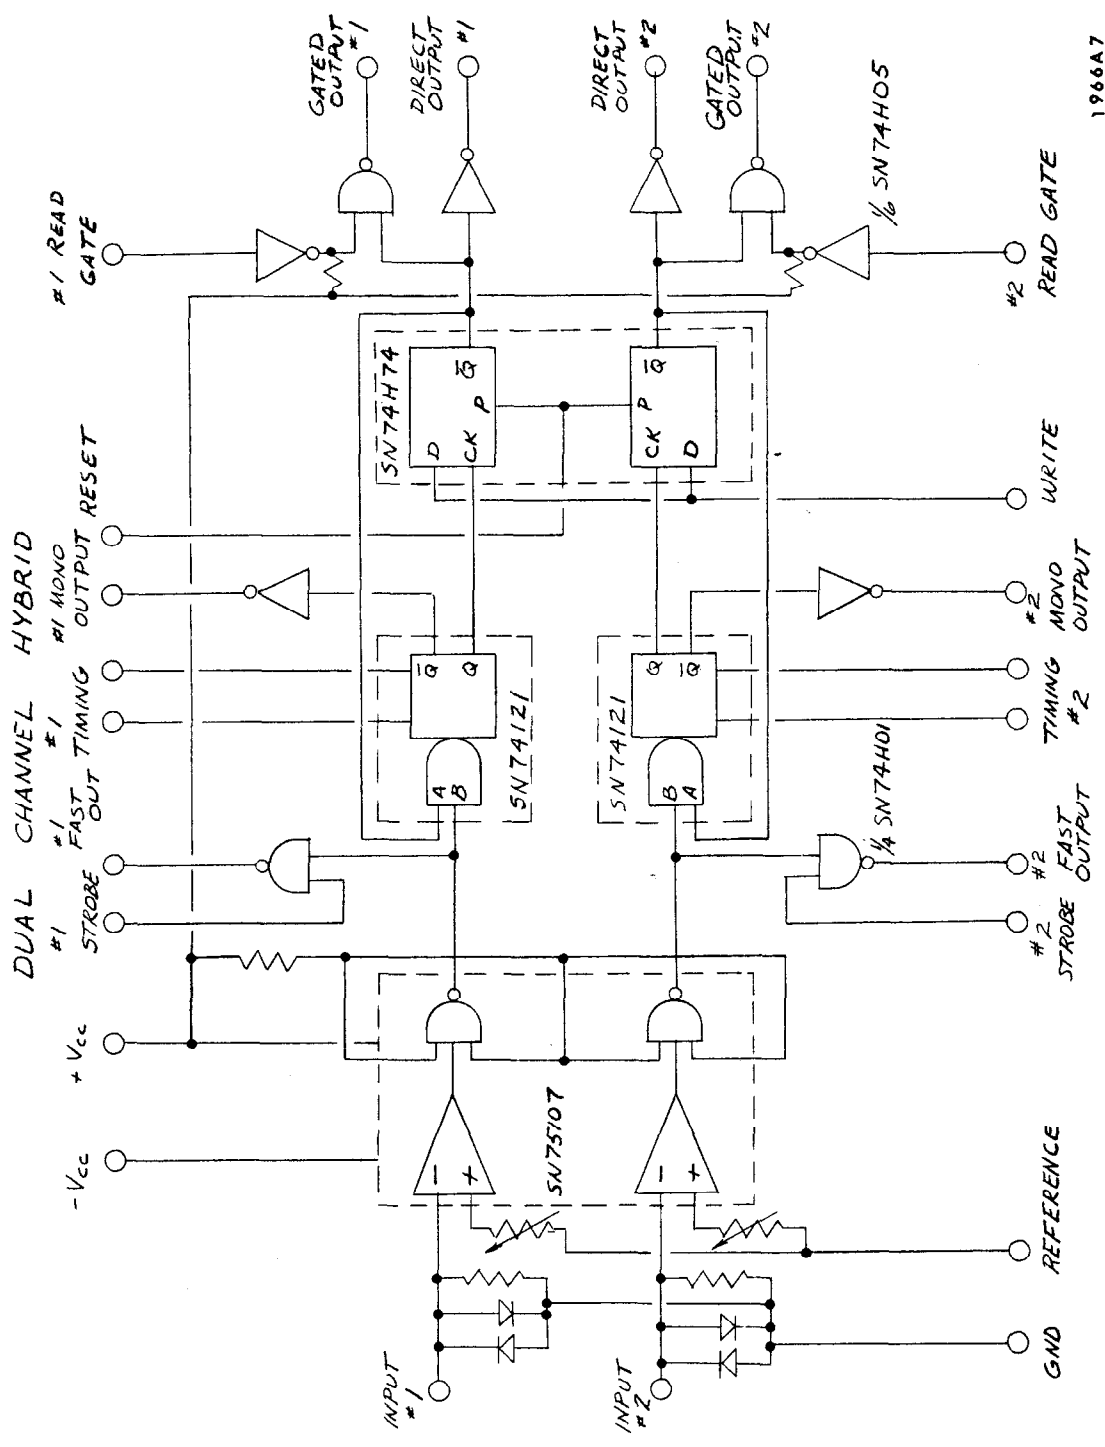 DUAL CHANNEL HYBRID
-Vcc
+Vcc
#1
STROBE
#1
FAST
OUT
#1
TIMING
#1 MONO
OUTPUT
RESET
#1 READ
GATE
INPUT
#1
INPUT
#2
-
+
-
+
SN75107
A
B
SN74121
Q̅
Q
B
A
SN74121
Q
Q̅
SN74H74
D
CK
P
Q̅
CK
D
P
Q̅
GATED
OUTPUT
#1
DIRECT
OUTPUT
#1
DIRECT
OUTPUT
#2
GATED
OUTPUT
#2
1/4 SN74H01
1/6 SN74H05
GND
REFERENCE
#2
STROBE
#2
FAST
OUTPUT
TIMING
#2
#2
MONO
OUTPUT
WRITE
#2
READ GATE
1966A7